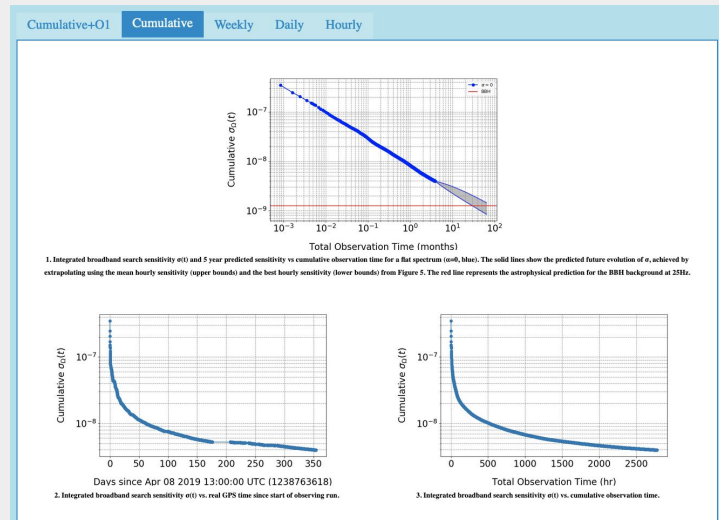 Cumulative+O1 Cumulative Weekly Daily Hourly
α = 0
BBH
10⁻⁷
10⁻⁸
10⁻⁹
Cumulative σ_Ω(t)
10⁻³ 10⁻² 10⁻¹ 10⁰ 10¹ 10²
Total Observation Time (months)
1. Integrated broadband search sensitivity σ(t) and 5 year predicted sensitivity vs cumulative observation time for a flat spectrum (α=0, blue). The solid lines show the predicted future evolution of σ, achieved by
extrapolating using the mean hourly sensitivity (upper bounds) and the best hourly sensitivity (lower bounds) from Figure 5. The red line represents the astrophysical prediction for the BBH background at 25Hz.
10⁻⁷
10⁻⁸
Cumulative σ_Ω(t)
0 50 100 150 200 250 300 350
Days since Apr 08 2019 13:00:00 UTC (1238763618)
2. Integrated broadband search sensitivity σ(t) vs. real GPS time since start of observing run.
10⁻⁷
10⁻⁸
Cumulative σ_Ω(t)
0 500 1000 1500 2000 2500
Total Observation Time (hr)
3. Integrated broadband search sensitivity σ(t) vs. cumulative observation time.